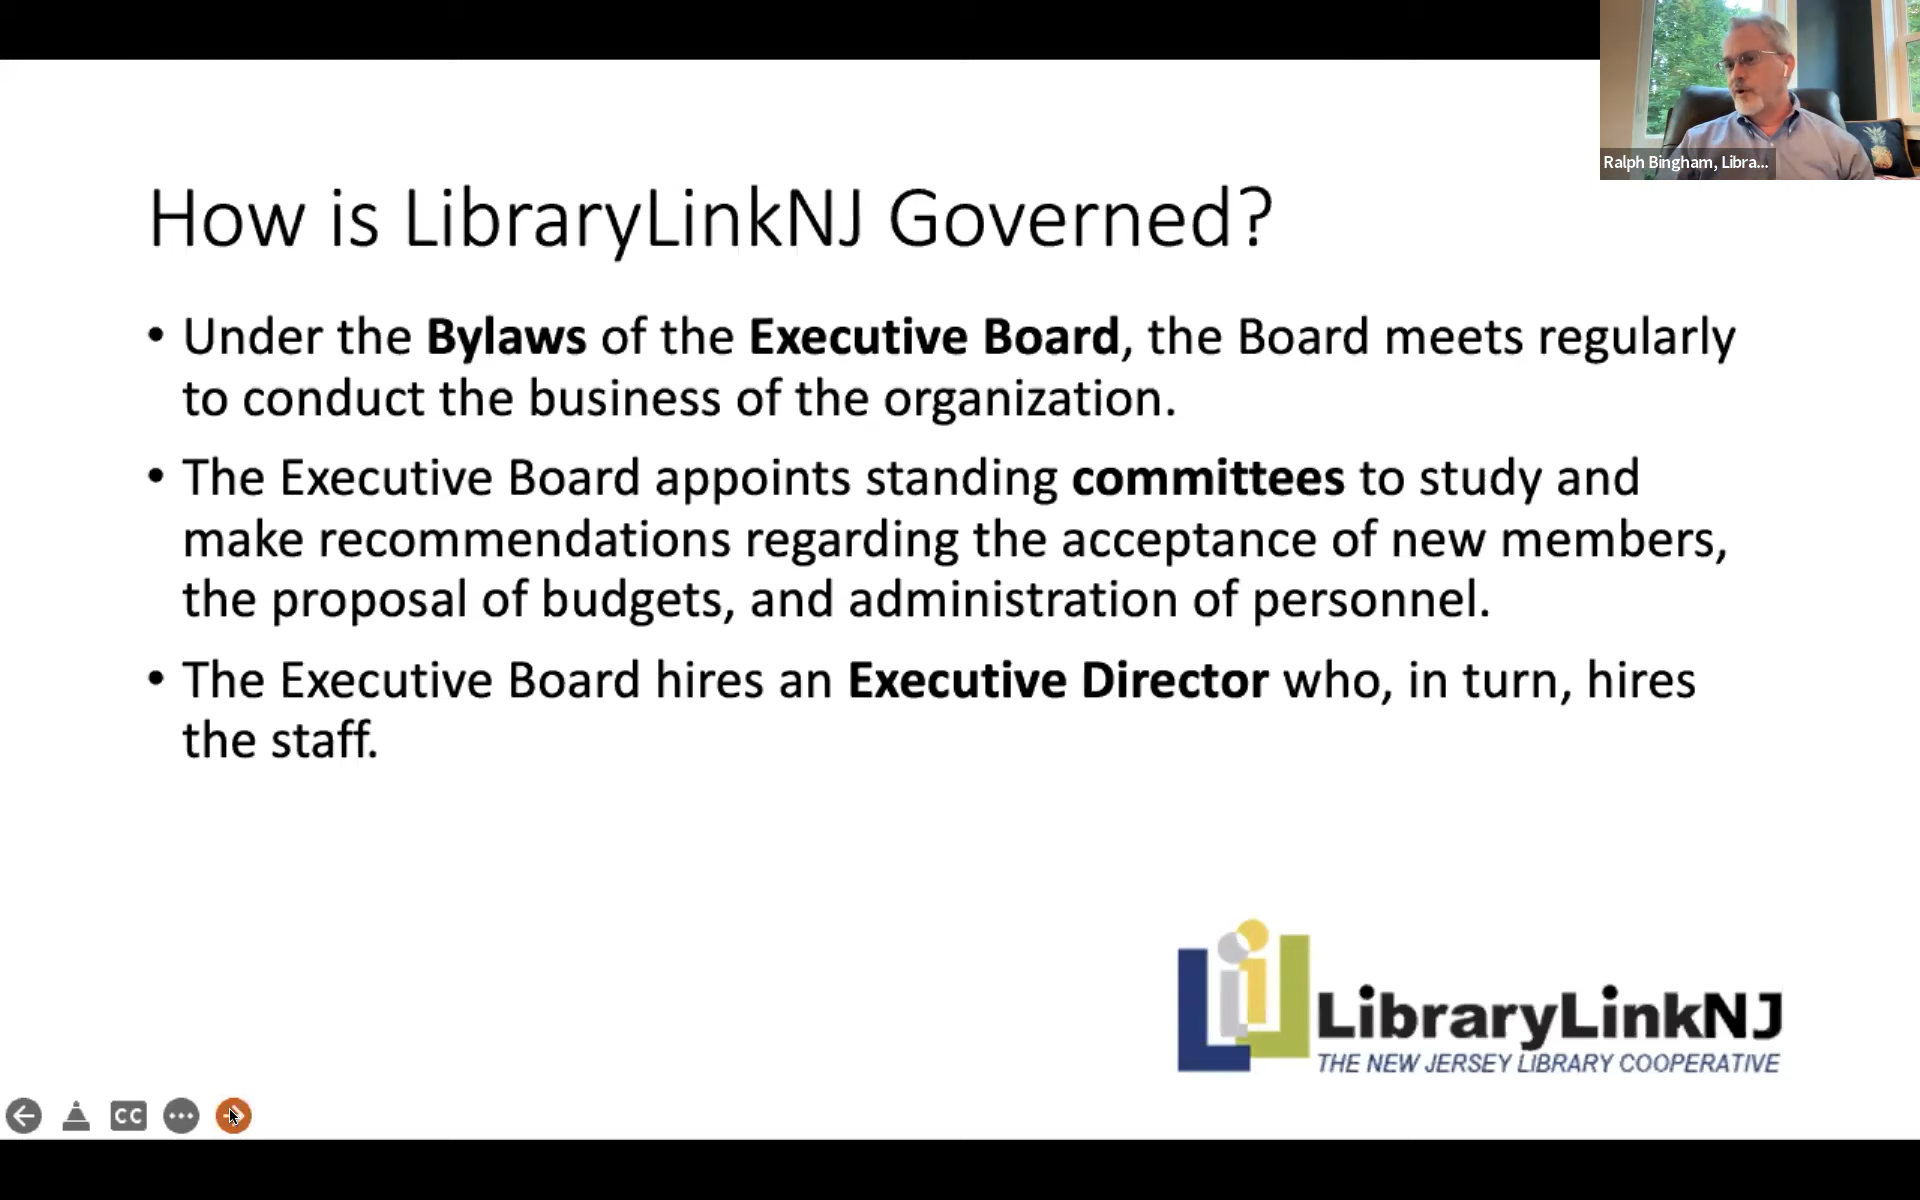 Ralph Bingham, Libra...
How is LibraryLinkNJ Governed?
• Under the Bylaws of the Executive Board, the Board meets regularly
to conduct the business of the organization.
• The Executive Board appoints standing committees to study and
make recommendations regarding the acceptance of new members,
the proposal of budgets, and administration of personnel.
• The Executive Board hires an Executive Director who, in turn, hires
the staff.
LibraryLinkNJ
THE NEW JERSEY LIBRARY COOPERATIVE
CC